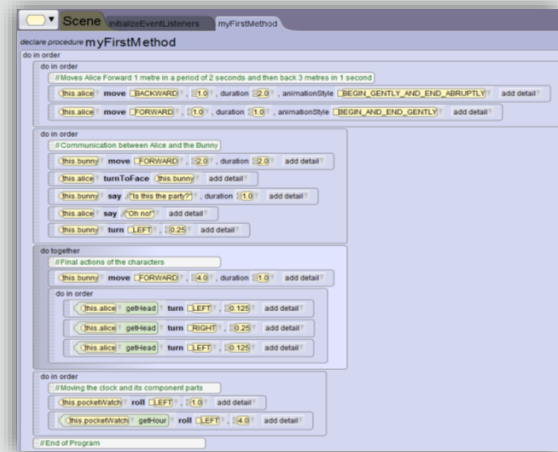 Scene initializeEventListeners myFirstMethod
declare procedure myFirstMethod
do in order
do in order
//Moves Alice Forward 1 metre in a period of 2 seconds and then back 3 metres in 1 second
this.alice move BACKWARD , 1.0 , duration 2.0 , animationStyle BEGIN_GENTLY_AND_END_ABRUPTLY add detail
this.alice move FORWARD , 1.0 , duration 1.0 , animationStyle BEGIN_AND_END_GENTLY add detail
do in order
//Communication between Alice and the Bunny
this.bunny move FORWARD , 2.0 , duration 2.0 add detail
this.alice turnToFace this.bunny add detail
this.bunny say "Is this the party?" , duration 1.0 add detail
this.alice say "Oh no!" add detail
this.bunny turn LEFT , 0.25 add detail
do together
//Final actions of the characters
this.bunny move FORWARD , 4.0 , duration 1.0 add detail
do in order
this.alice getHead turn LEFT , 0.125 add detail
this.alice getHead turn RIGHT , 0.25 add detail
this.alice getHead turn LEFT , 0.125 add detail
do in order
//Moving the clock and its component parts
this.pocketWatch roll LEFT , 1.0 add detail
this.pocketWatch getHour roll LEFT , 4.0 add detail
//End of Program